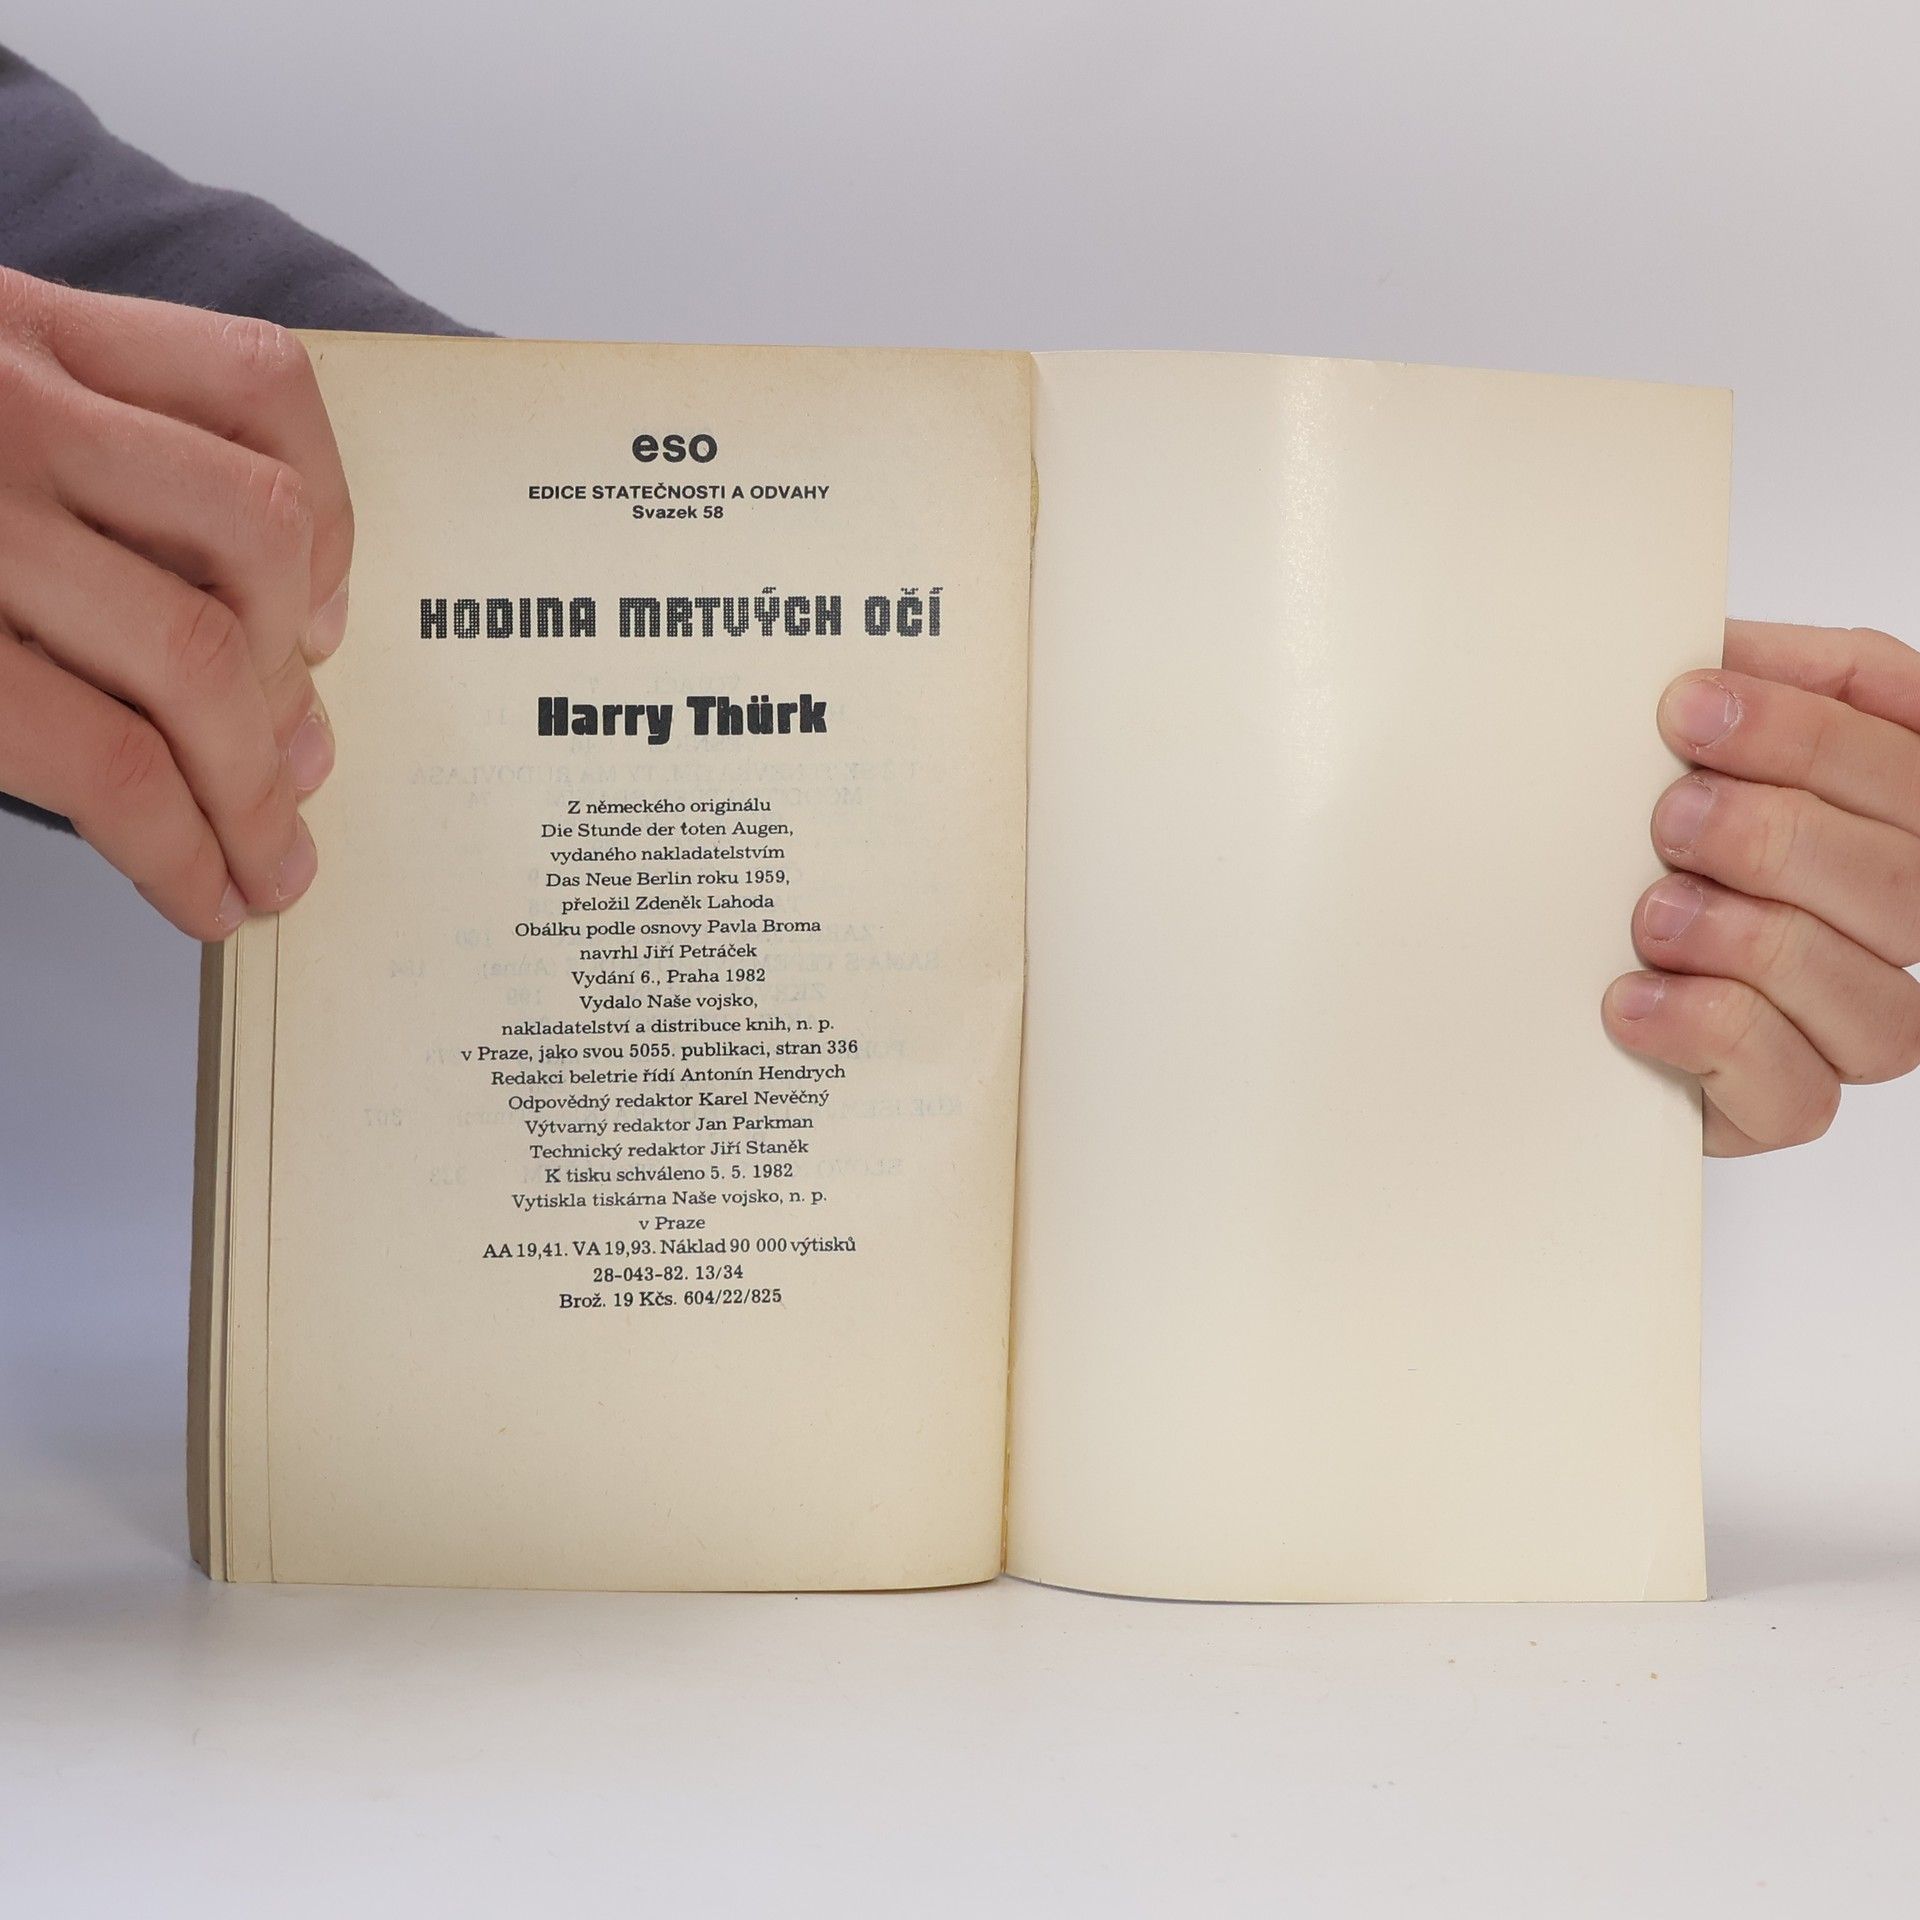 eso
EDICE STATEČNOSTI A ODVAHY
Svazek 58
HODINA MRTVÝCH OČÍ
Harry Thürk
Z německého originálu
Die Stunde der toten Augen,
vydaného nakladatelstvím
Das Neue Berlin roku 1959,
přeložil Zdeněk Lahoda
Obálku podle osnovy Pavla Broma
navrhl Jiří Petráček
Vydání 6., Praha 1982
Vydalo Naše vojsko,
nakladatelství a distribuce knih, n. p.
v Praze, jako svou 5055. publikaci, stran 336
Redakci beletrie řídí Antonín Hendrych
Odpovědný redaktor Karel Nevěčný
Výtvarný redaktor Jan Parkman
Technický redaktor Jiří Staněk
K tisku schváleno 5. 5. 1982
Vytiskla tiskárna Naše vojsko, n. p.
v Praze
AA 19,41. VA 19,93. Náklad 90 000 výtisků
28-043-82. 13/34
Brož. 19 Kčs. 604/22/825